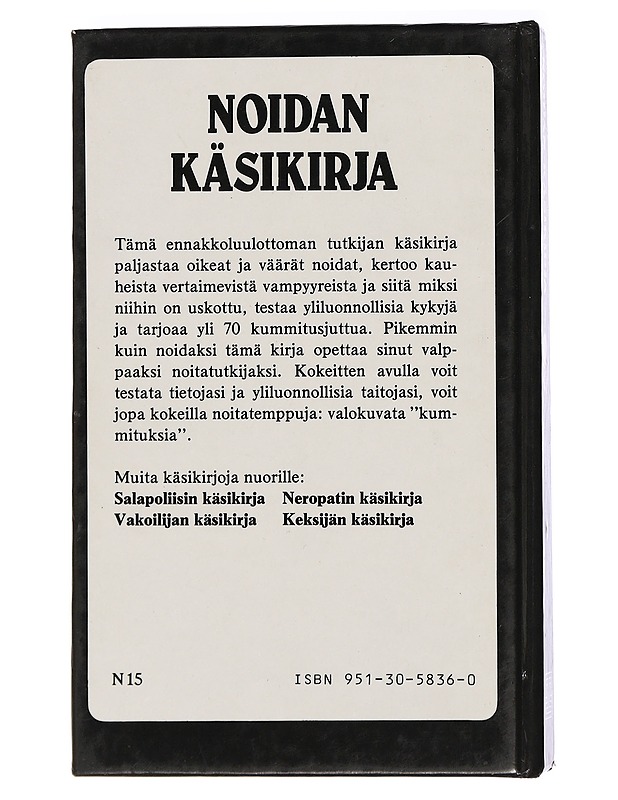 NOIDAN
KÄSIKIRJA
Tämä ennakkoluulottoman tutkijan käsikirja
paljastaa oikeat ja väärät noidat, kertoo kau-
heista vertaimevistä vampyyreista ja siitä miksi
niihin on uskottu, testaa yliluonnollisia kykyjä
ja tarjoaa yli 70 kummitusjuttua. Pikemmin
kuin noidaksi tämä kirja opettaa sinut valp-
paaksi noitatutkijaksi. Kokeitten avulla voit
testata tietojasi ja yliluonnollisia taitojasi, voit
jopa kokeilla noitatemppuja: valokuvata ”kum-
mituksia”.
Muita käsikirjoja nuorille:
Salapoliisin käsikirja Neropatin käsikirja
Vakoilijan käsikirja Keksijän käsikirja
N 15 ISBN 951-30-5836-0